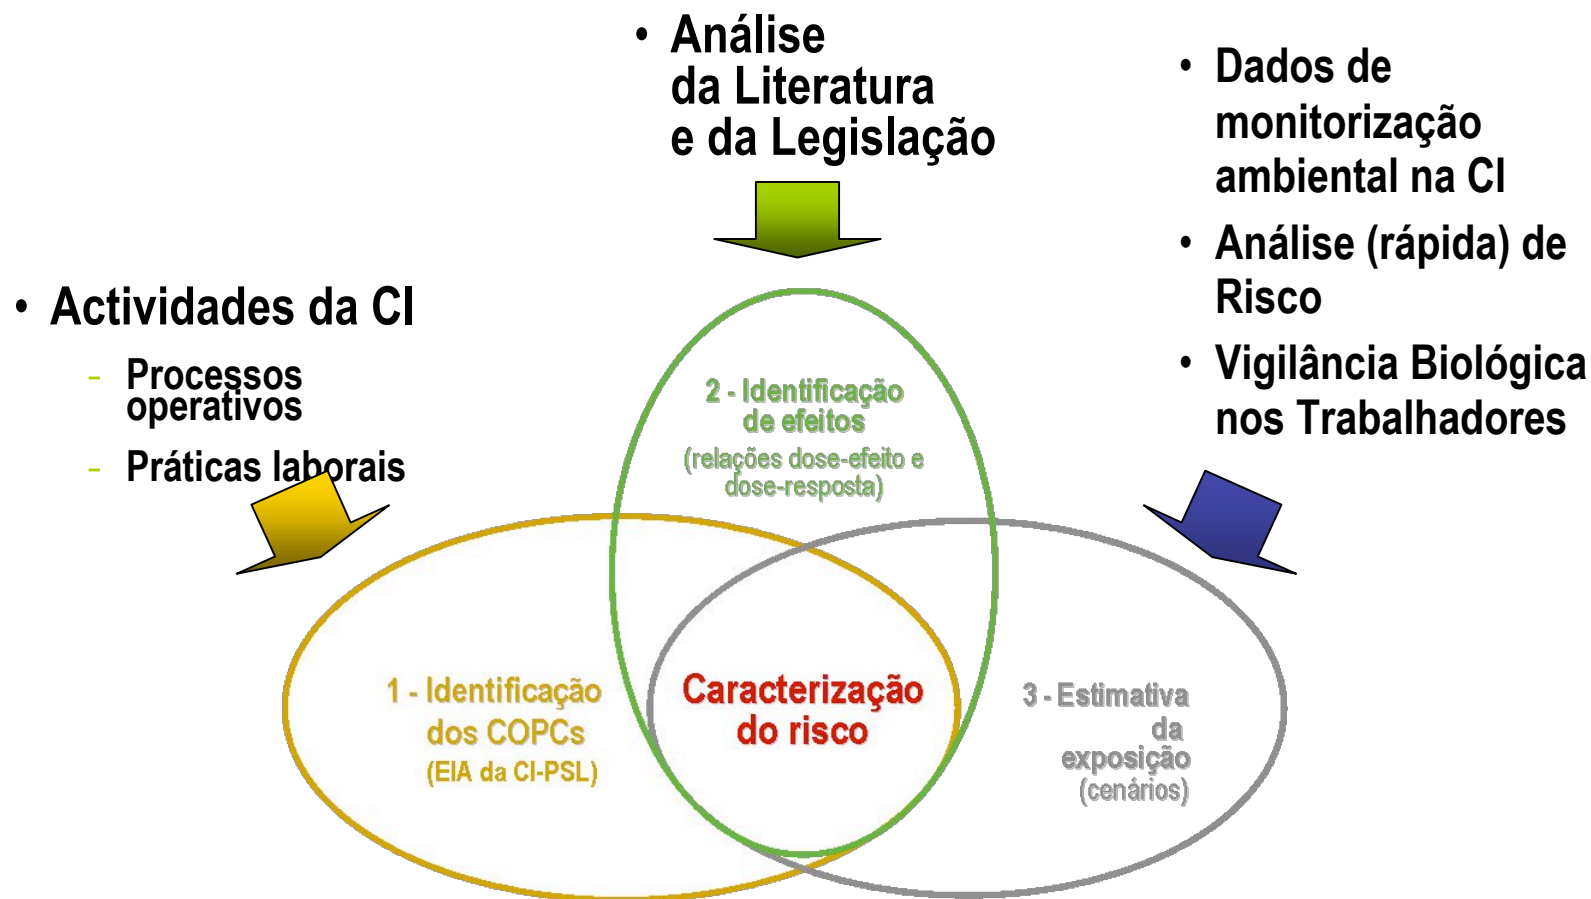 • Análise
da Literatura
e da Legislação
• Dados de
monitorização
ambiental na CI
• Análise (rápida) de
Risco
• Vigilância Biológica
nos Trabalhadores
• Actividades da CI
- Processos
operativos
- Práticas laborais
2 - Identificação
de efeitos
(relações dose-efeito e
dose-resposta)
1 - Identificação
dos COPCs
(EIA da CI-PSL)
Caracterização
do risco
3 - Estimativa
da
exposição
(cenários)